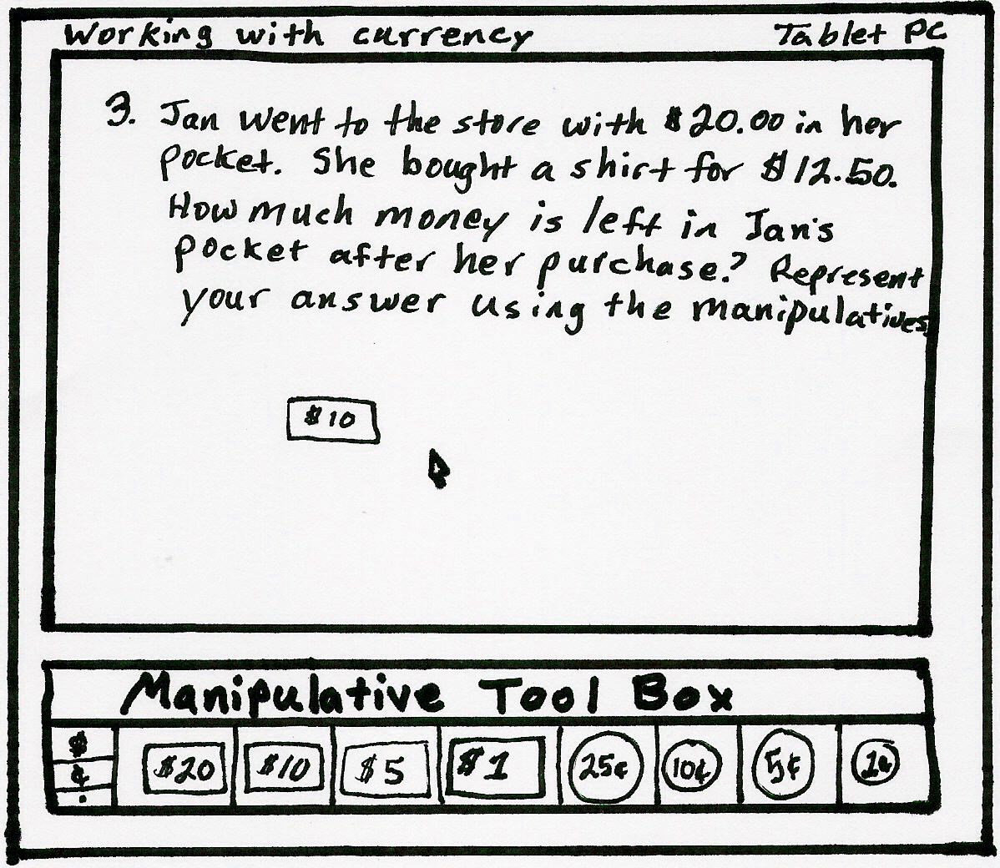 Working with currency
Tablet PC
3. Jan went to the store with $20.00 in her
pocket. She bought a shirt for $12.50.
How much money is left in Jan's
pocket after her purchase? Represent
your answer using the manipulatives.
$10
Manipulative Tool Box
$
¢
.
$20 $10 $5 $1 25¢ 10¢ 5¢ 1¢